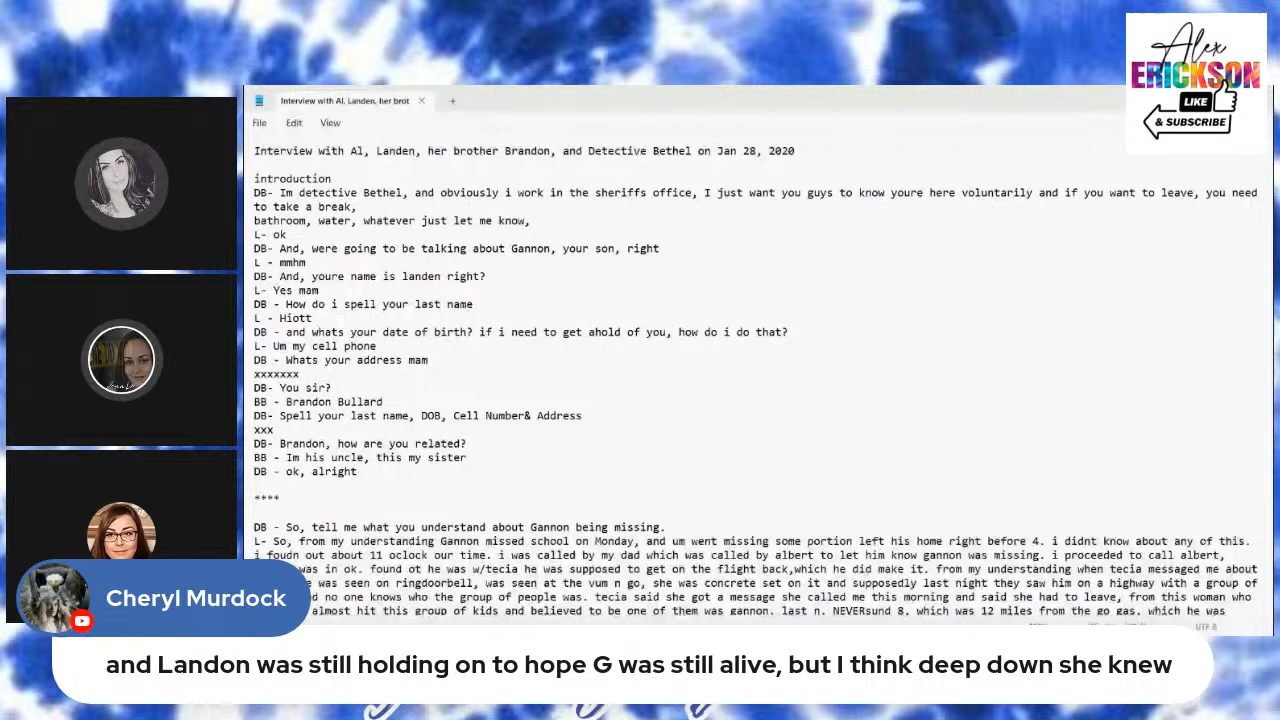 Alex
ERICKSON
LIKE
& SUBSCRIBE
Interview with Al, Landen, her brot
File Edit View
Interview with Al, Landen, her brother Brandon, and Detective Bethel on Jan 28, 2020
introduction
DB- Im detective Bethel, and obviously i work in the sheriffs office, I just want you guys to know youre here voluntarily and if you want to leave, you need
to take a break,
bathroom, water, whatever just let me know,
L- ok
DB- And, were going to be talking about Gannon, your son, right
L - mmhm
DB- And, youre name is landen right?
L- Yes mam
DB - How do i spell your last name
L - Hiott
DB - and whats your date of birth? if i need to get ahold of you, how do i do that?
L- Um my cell phone
DB - Whats your address mam
xxxxxxx
DB- You sir?
BB - Brandon Bullard
DB- Spell your last name, DOB, Cell Number& Address
xxx
DB- Brandon, how are you related?
BB - Im his uncle, this my sister
DB - ok, alright
****
DB - So, tell me what you understand about Gannon being missing.
L- So, from my understanding Gannon missed school on Monday, and um went missing some portion left his home right before 4. i didnt know about any of this.
i foudn out about 11 oclock our time. i was called by my dad which was called by albert to let him know gannon was missing. i proceeded to call albert,
was in ok. found ot he was w/tecia he was supposed to get on the flight back,which he did make it. from my understanding when tecia messaged me about
was seen on ringdoorbell, was seen at the vum n go, she was concrete set on it and supposedly last night they saw him on a highway with a group of
no one knows who the group of people was. tecia said she got a message she called me this morning and said she had to leave, from this woman who
almost hit this group of kids and believed to be one of them was gannon. last n. NEVERsund 8. which was 12 miles from the go gas. which he was
UTF-8
Cheryl Murdock
and Landon was still holding on to hope G was still alive, but I think deep down she knew